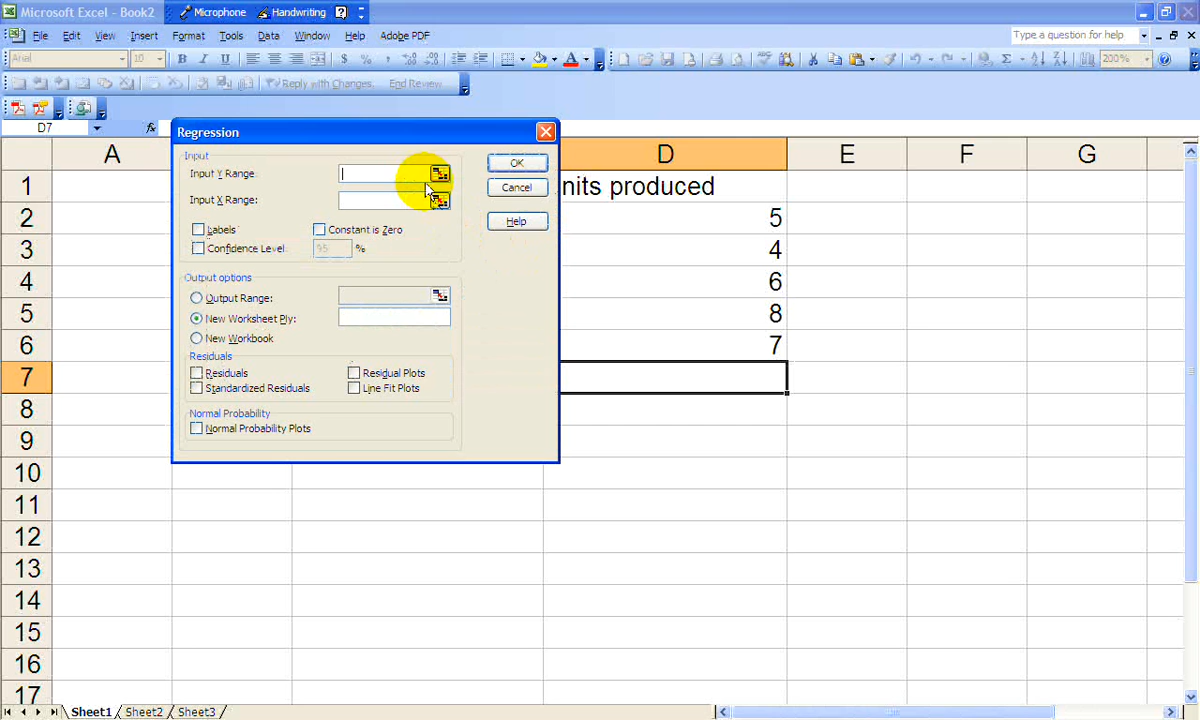 Microsoft Excel - Book2 Microphone Handwriting ?
File Edit View Insert Format Tools Data Window Help Adobe PDF Type a question for help
Arial 10 B I U $ % , 200%
Reply with Changes... End Review...
D7 fx
Regression
A D E F G
Input
Input Y Range: OK
Input X Range: Cancel
Labels Constant is Zero Help
Confidence Level 95 %
Output options
Output Range:
New Worksheet Ply:
New Workbook
Residuals
Residuals Residual Plots
Standardized Residuals Line Fit Plots
Normal Probability
Normal Probability Plots
1 nits produced
2 5
3 4
4 6
5 8
6 7
7
8
9
10
11
12
13
14
15
16
17
Sheet1 Sheet2 Sheet3